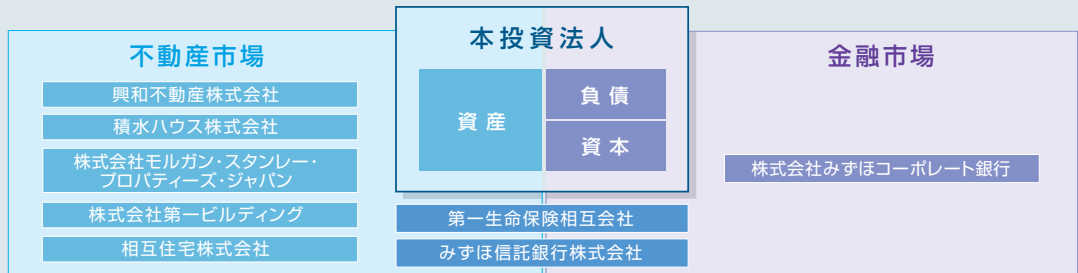 不動産市場
興和不動産株式会社
積水ハウス株式会社
株式会社モルガン・スタンレー・
プロパティーズ・ジャパン
株式会社第一ビルディング
相互住宅株式会社
本投資法人
資産
負債
資本
第一生命保険相互会社
みずほ信託銀行株式会社
金融市場
株式会社みずほコーポレート銀行